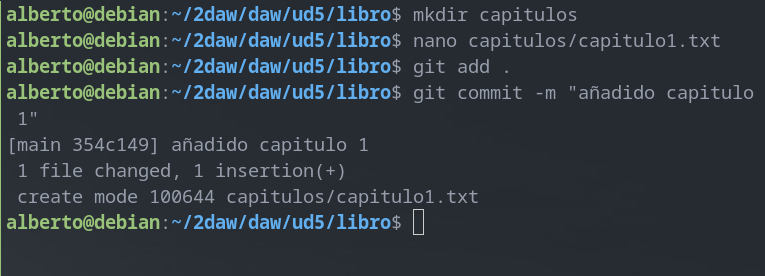 alberto@debian:~/2daw/daw/ud5/libro$ mkdir capitulos
alberto@debian:~/2daw/daw/ud5/libro$ nano capitulos/capitulo1.txt
alberto@debian:~/2daw/daw/ud5/libro$ git add .
alberto@debian:~/2daw/daw/ud5/libro$ git commit -m "añadido capitulo
 1"
[main 354c149] añadido capitulo 1
 1 file changed, 1 insertion(+)
 create mode 100644 capitulos/capitulo1.txt
alberto@debian:~/2daw/daw/ud5/libro$